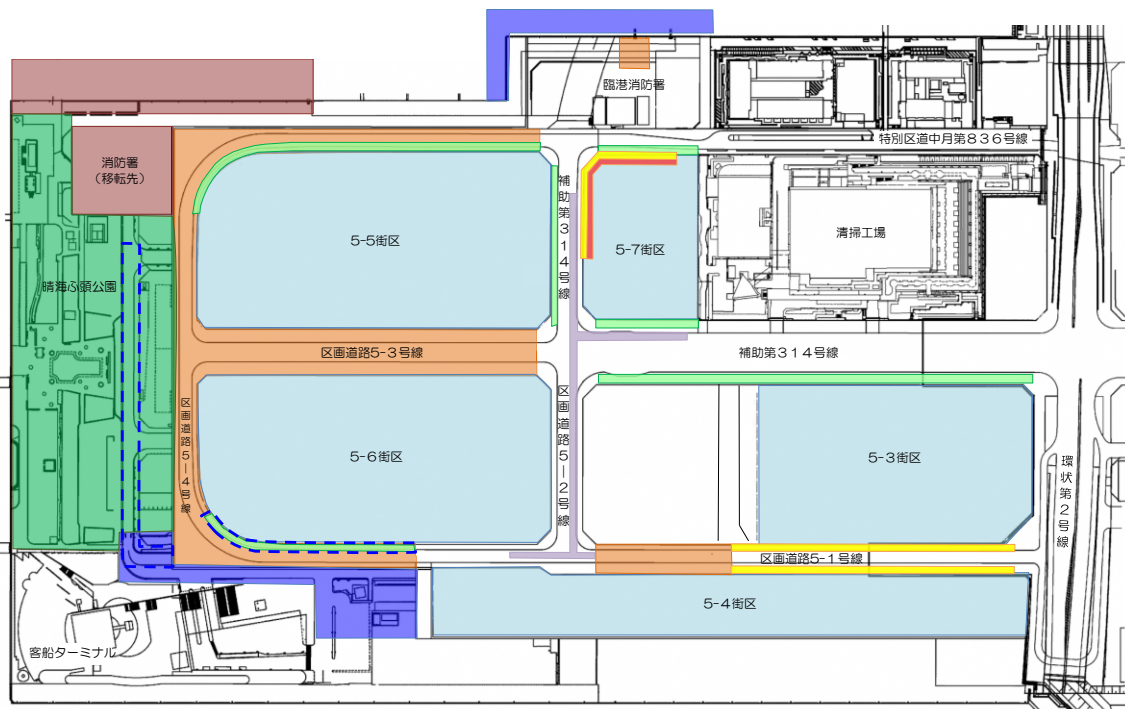 臨港消防署
特別区道中月第８３６号線
消防署
（移転先）
補助第３１４号線
5-5街区
5-7街区
清掃工場
晴海ふ頭公園
区画道路5-3号線
補助第３１４号線
区画道路５－４号線
5-6街区
区画道路５－２号線
5-3街区
環状第２号線
区画道路5-1号線
5-4街区
客船ターミナル